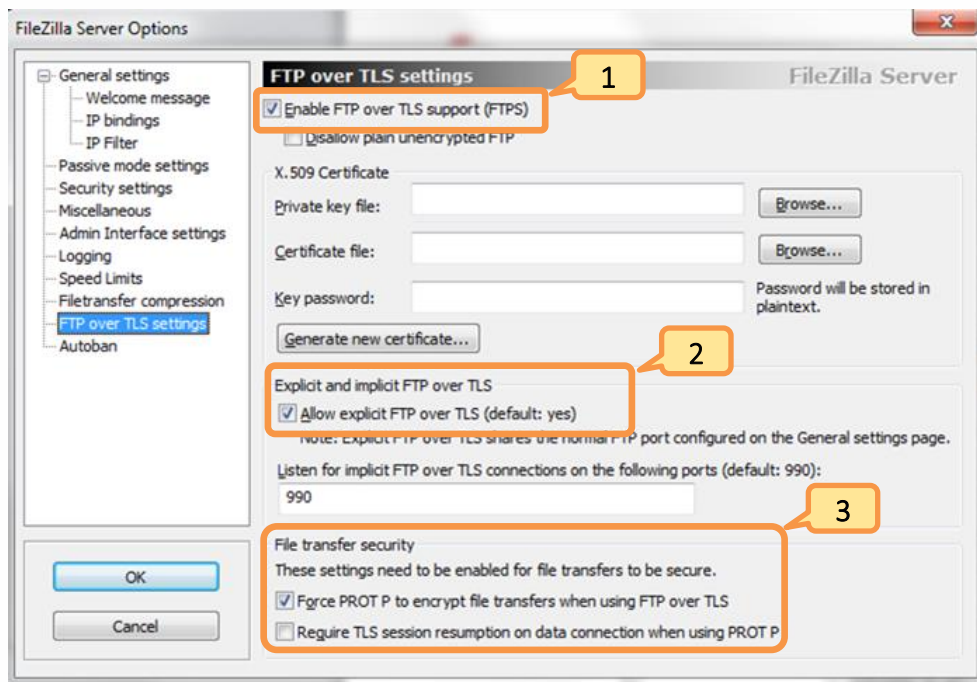 FileZilla Server Options
General settings
Welcome message
IP bindings
IP Filter
Passive mode settings
Security settings
Miscellaneous
Admin Interface settings
Logging
Speed Limits
Filetransfer compression
FTP over TLS settings
Autoban
OK
Cancel
FTP over TLS settings
FileZilla Server
1
Enable FTP over TLS support (FTPS)
Disallow plain unencrypted FTP
X.509 Certificate
Private key file:
Browse...
Certificate file:
Browse...
Key password:
Password will be stored in
plaintext.
Generate new certificate...
2
Explicit and implicit FTP over TLS
Allow explicit FTP over TLS (default: yes)
Note: Explicit FTP over TLS shares the normal FTP port configured on the General settings page.
Listen for implicit FTP over TLS connections on the following ports (default: 990):
990
3
File transfer security
These settings need to be enabled for file transfers to be secure.
Force PROT P to encrypt file transfers when using FTP over TLS
Require TLS session resumption on data connection when using PROT P